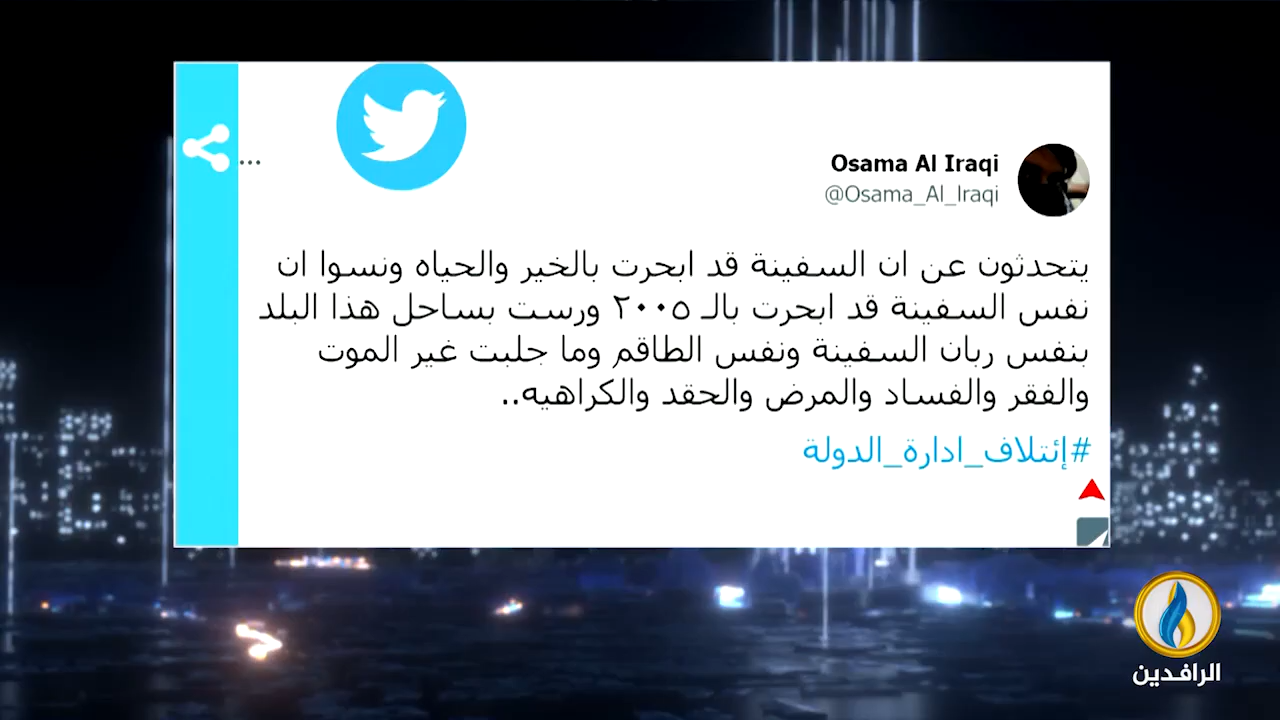 ...
Osama Al Iraqi
@Osama_Al_Iraqi
يتحدثون عن ان السفينة قد ابحرت بالخير والحياه ونسوا ان
نفس السفينة قد ابحرت بالـ ٢٠٠٥ ورست بساحل هذا البلد
بنفس ربان السفينة ونفس الطاقم وما جلبت غير الموت
والفقر والفساد والمرض والحقد والكراهيه..
#إئتلاف_ادارة_الدولة
الرافدين